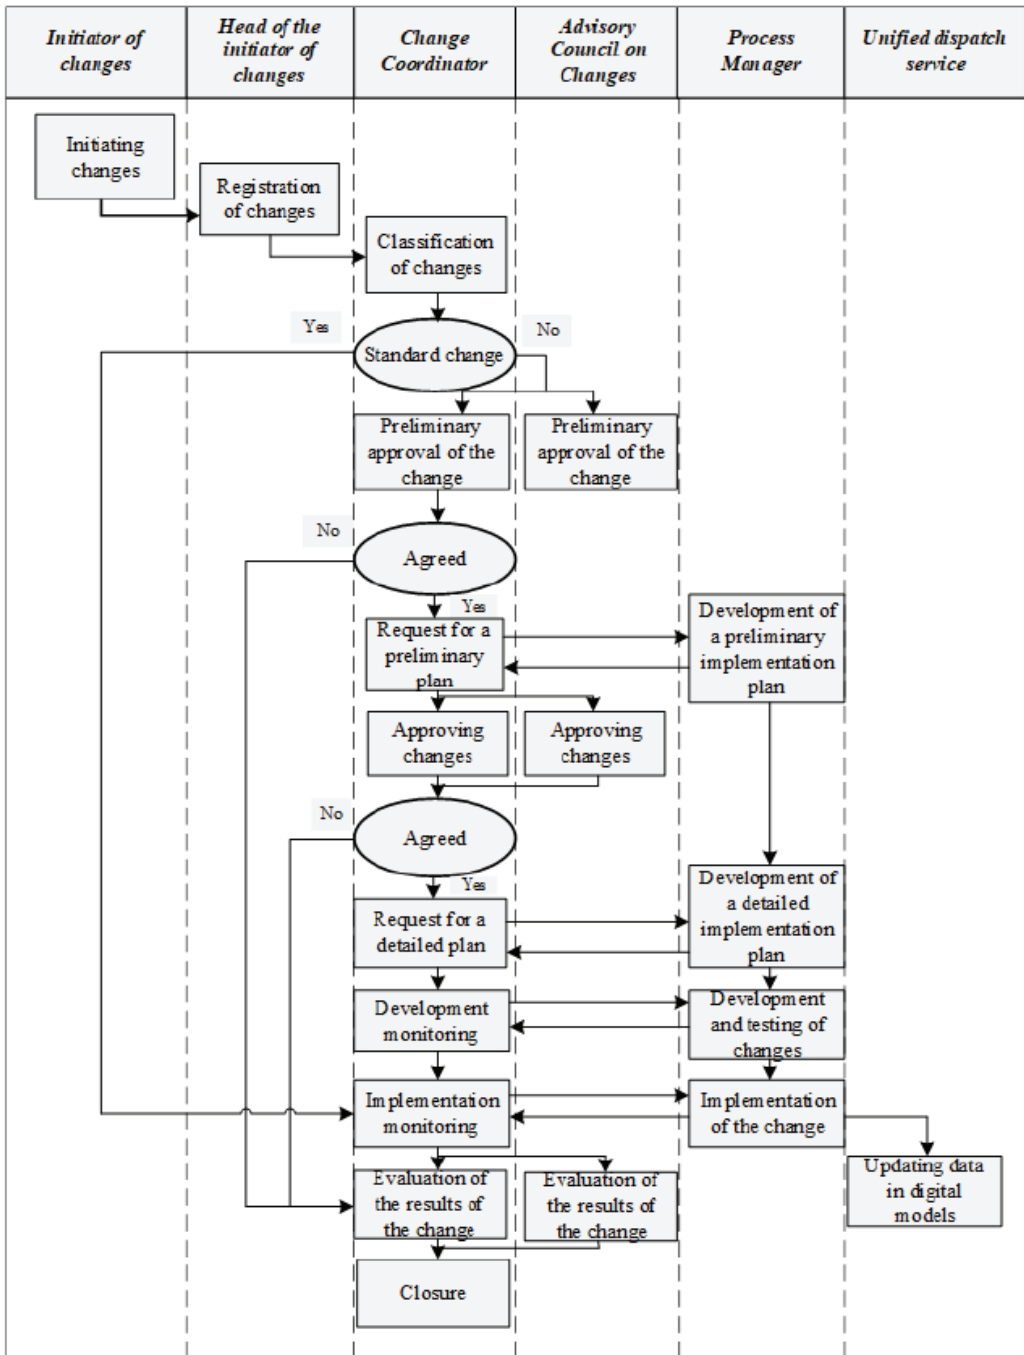 Initiator of
changes
Head of the
initiator of
changes
Change
Coordinator
Advisory
Council on
Changes
Process
Manager
Unified dispatch
service
Initiating
changes
Registration
of changes
Classification
of changes
Yes
Standard change
No
Preliminary
approval of the
change
Preliminary
approval of the
change
No
Agreed
Yes
Request for a
preliminary
plan
Development of
a preliminary
implementation
plan
Approving
changes
Approving
changes
No
Agreed
Yes
Request for a
detailed plan
Development of
a detailed
implementation
plan
Development
monitoring
Development
and testing of
changes
Implementation
monitoring
Implementation
of the change
Evaluation of
the results of
the change
Evaluation of
the results of
the change
Updating data
in digital
models
Closure